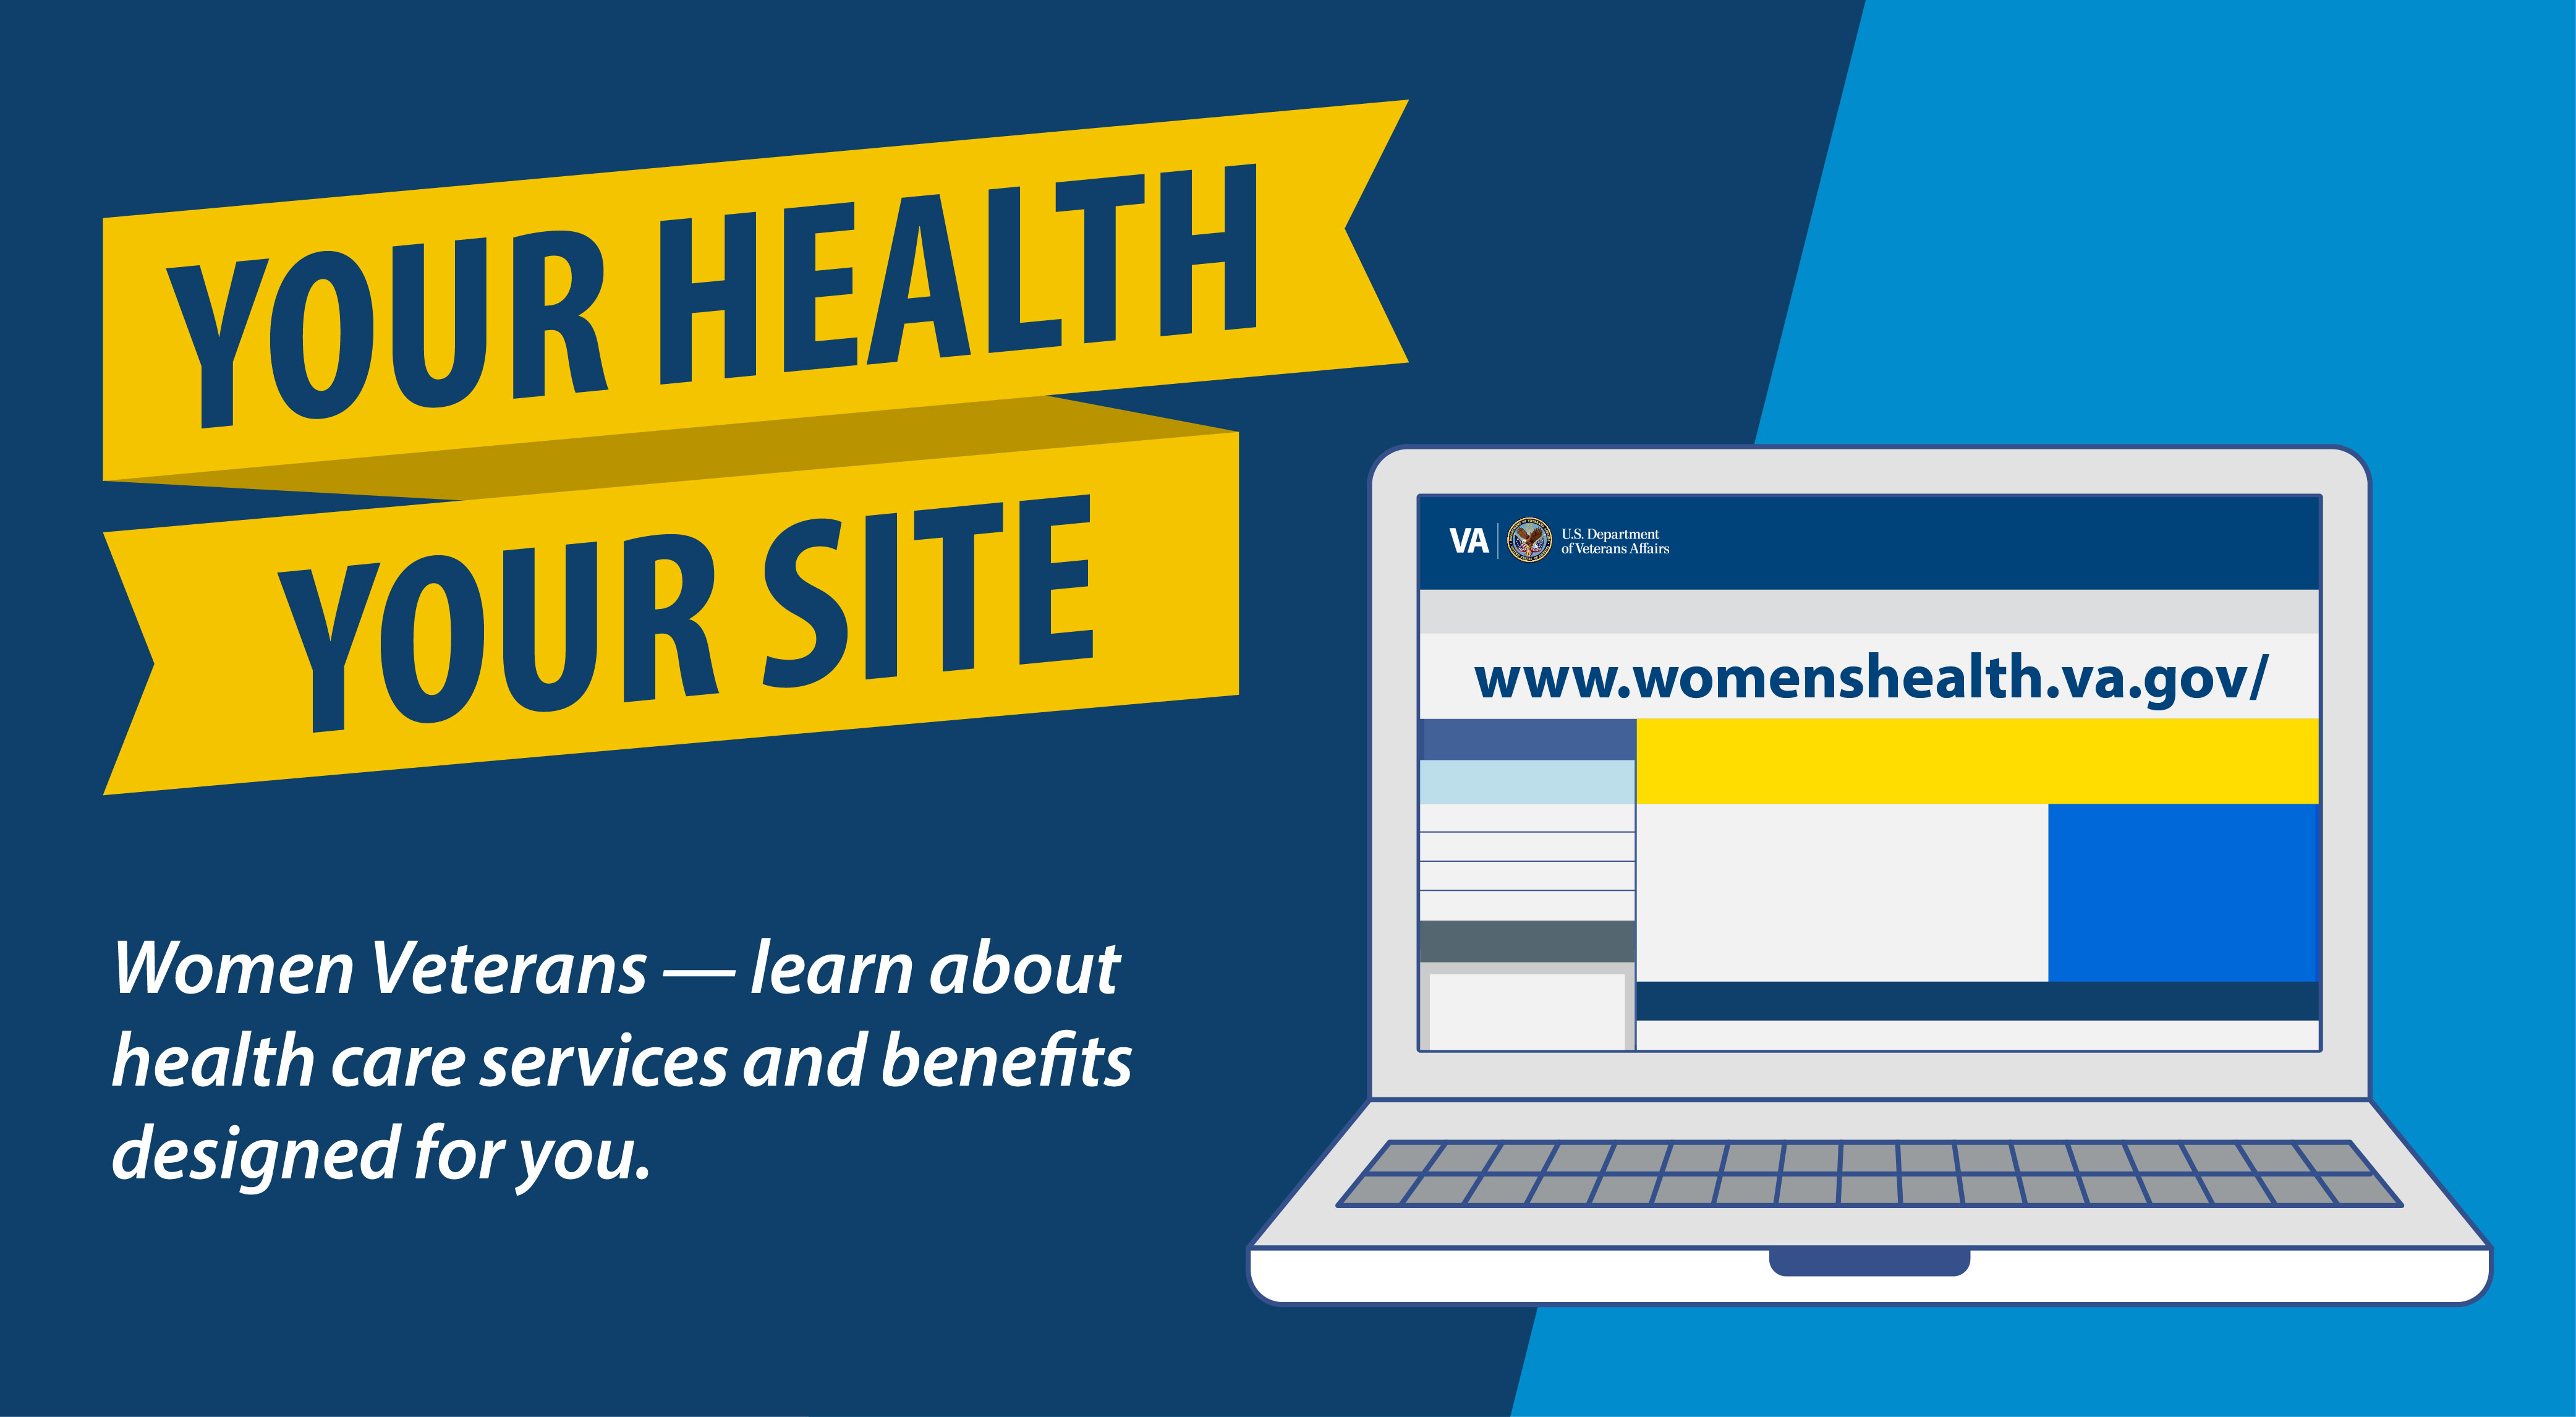 YOUR HEALTH
YOUR SITE
Women Veterans — learn about
health care services and benefits
designed for you.
VA
U.S. Department
of Veterans Affairs
www.womenshealth.va.gov/